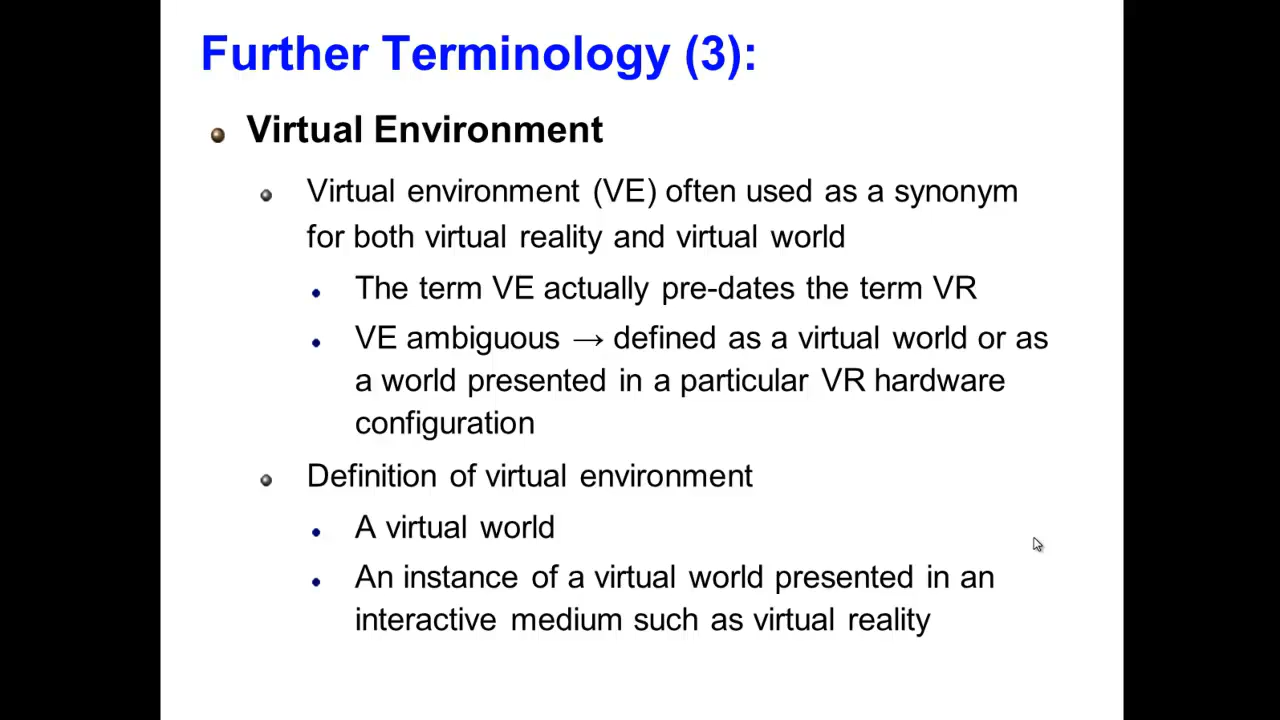 Further Terminology (3):
Virtual Environment
Virtual environment (VE) often used as a synonym
for both virtual reality and virtual world
The term VE actually pre-dates the term VR
VE ambiguous → defined as a virtual world or as
a world presented in a particular VR hardware
configuration
Definition of virtual environment
A virtual world
An instance of a virtual world presented in an
interactive medium such as virtual reality